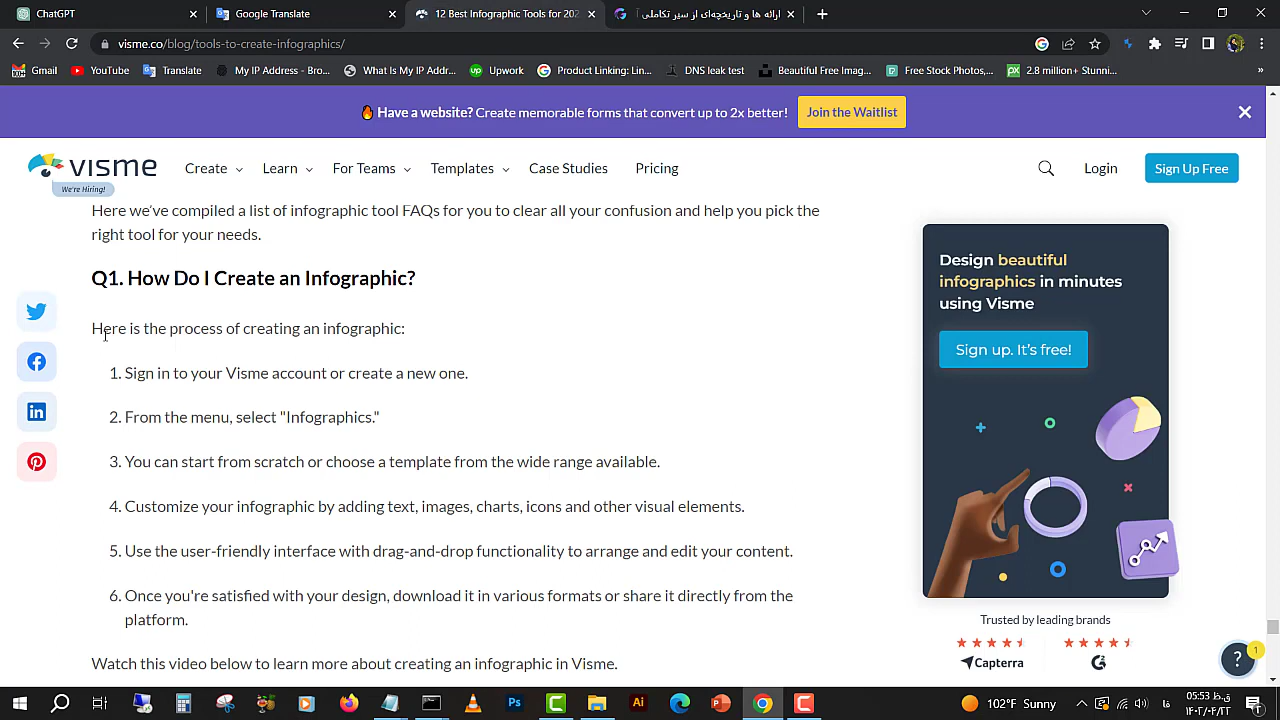 ChatGPT
Google Translate
12 Best Infographic Tools for 202
ارائه ها و تاریخچه‌ای از سیر تکاملی آ
visme.co/blog/tools-to-create-infographics/
Gmail
YouTube
Translate
My IP Address - Bro...
What Is My IP Addr...
Upwork
Product Linking: Lin...
DNS leak test
Beautiful Free Imag...
Free Stock Photos,...
2.8 million+ Stunni...
Have a website? Create memorable forms that convert up to 2x better!
Join the Waitlist
visme
We're Hiring!
Create
Learn
For Teams
Templates
Case Studies
Pricing
Login
Sign Up Free
Here we've compiled a list of infographic tool FAQs for you to clear all your confusion and help you pick the
right tool for your needs.
Q1. How Do I Create an Infographic?
Here is the process of creating an infographic:
1. Sign in to your Visme account or create a new one.
2. From the menu, select "Infographics."
3. You can start from scratch or choose a template from the wide range available.
4. Customize your infographic by adding text, images, charts, icons and other visual elements.
5. Use the user-friendly interface with drag-and-drop functionality to arrange and edit your content.
6. Once you're satisfied with your design, download it in various formats or share it directly from the
platform.
Watch this video below to learn more about creating an infographic in Visme.
Design beautiful
infographics in minutes
using Visme
Sign up. It's free!
Trusted by leading brands
Capterra
?
1
Ps
Ai
102°F Sunny
فا
05:53 ق.ظ
۱۴۰۲/۰۲/۲۶
1